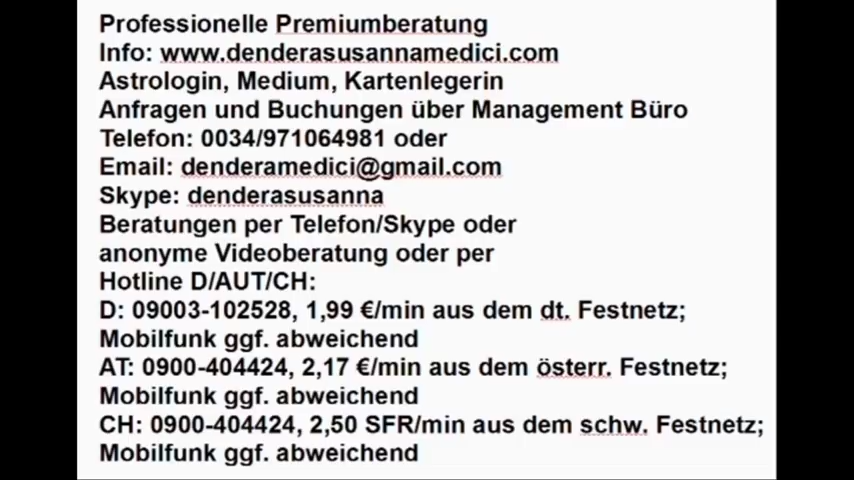 Professionelle Premiumberatung
Info: www.denderasusannamedici.com
Astrologin, Medium, Kartenlegerin
Anfragen und Buchungen über Management Büro
Telefon: 0034/971064981 oder
Email: denderamedici@gmail.com
Skype: denderasusanna
Beratungen per Telefon/Skype oder
anonyme Videoberatung oder per
Hotline D/AUT/CH:
D: 09003-102528, 1,99 €/min aus dem dt. Festnetz;
Mobilfunk ggf. abweichend
AT: 0900-404424, 2,17 €/min aus dem österr. Festnetz;
Mobilfunk ggf. abweichend
CH: 0900-404424, 2,50 SFR/min aus dem schw. Festnetz;
Mobilfunk ggf. abweichend